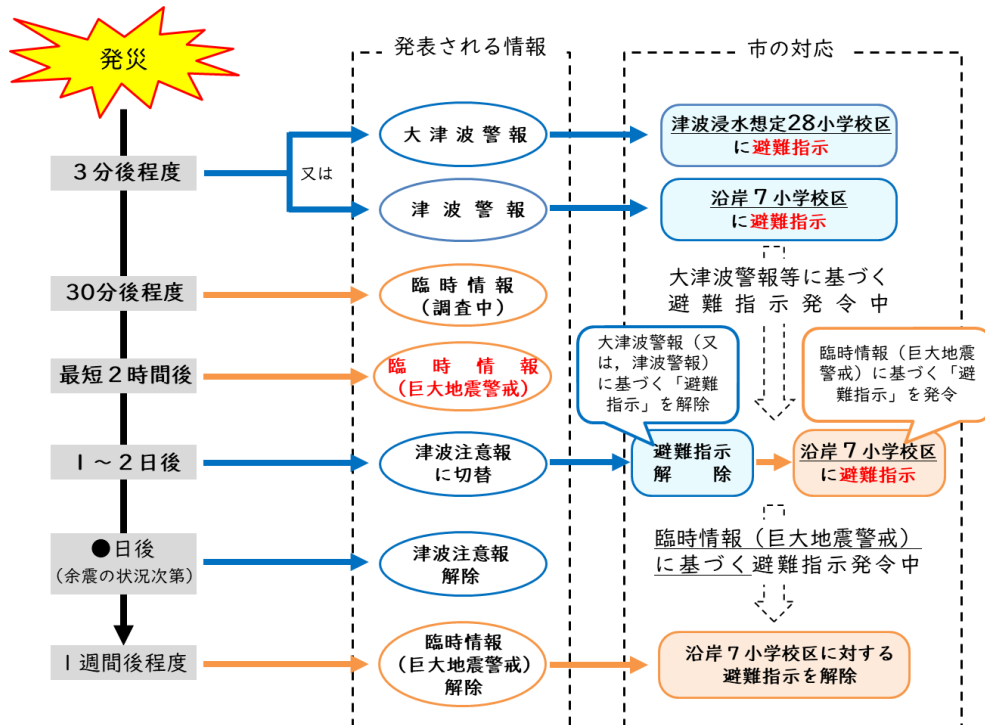 発災
発表される情報
市の対応
3分後程度
又は
大津波警報
津波浸水想定28小学校区
に避難指示
津波警報
沿岸7小学校区
に避難指示
大津波警報等に基づく
避難指示発令中
30分後程度
臨時情報
(調査中)
最短2時間後
臨時情報
(巨大地震警戒)
大津波警報(又
は,津波警報)
に基づく「避難
指示」を解除
臨時情報(巨大地震
警戒)に基づく「避
難指示」を発令
1～2日後
津波注意報
に切替
避難指示
解除
沿岸7小学校区
に避難指示
臨時情報(巨大地震警戒)
に基づく避難指示発令中
●日後
(余震の状況次第)
津波注意報
解除
1週間後程度
臨時情報
(巨大地震警戒)
解除
沿岸7小学校区に対する
避難指示を解除